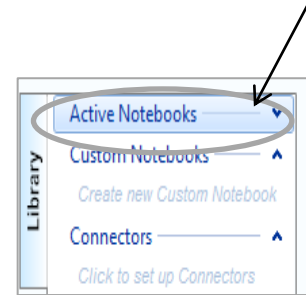 Library
Active Notebooks
Custom Notebooks
Create new Custom Notebook
Connectors
Click to set up Connectors